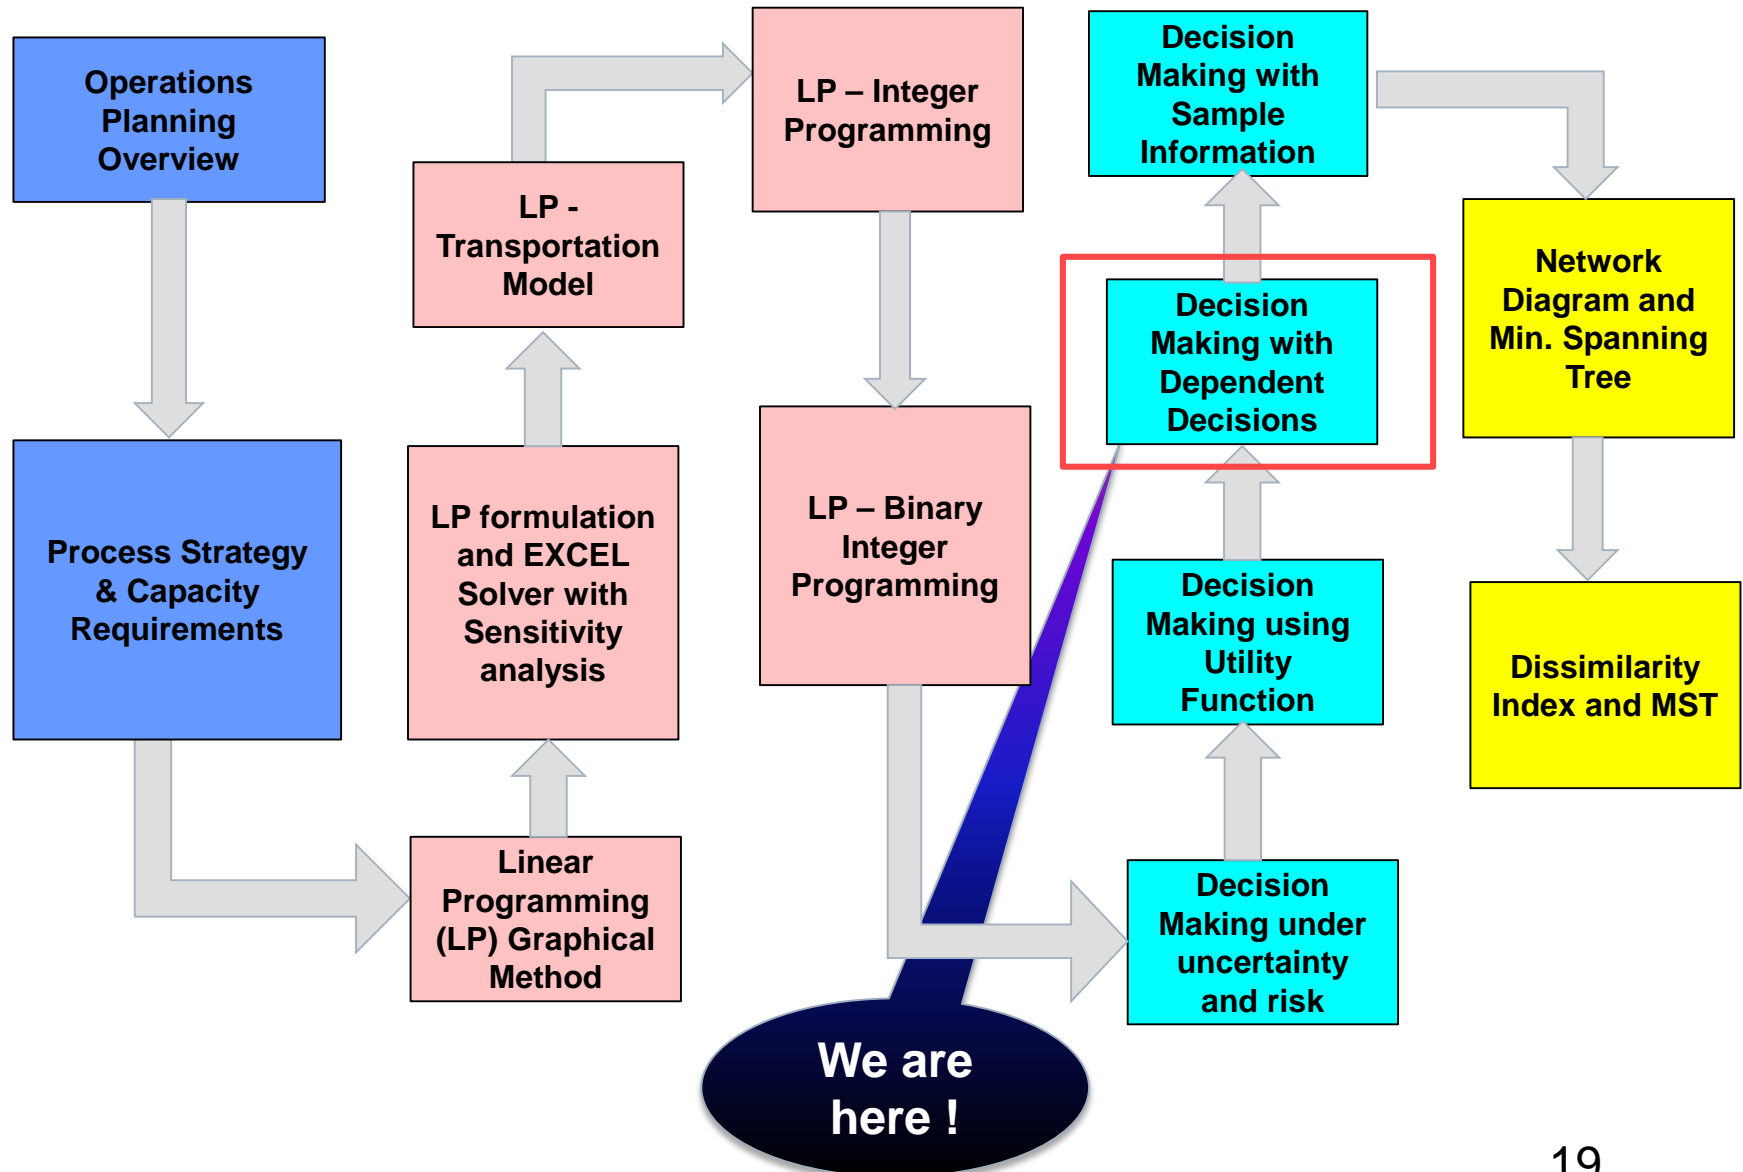 Operations
Planning
Overview
Process Strategy
& Capacity
Requirements
Linear
Programming
(LP) Graphical
Method
LP formulation
and EXCEL
Solver with
Sensitivity
analysis
LP -
Transportation
Model
LP – Integer
Programming
LP – Binary
Integer
Programming
Decision
Making under
uncertainty
and risk
Decision
Making using
Utility
Function
Decision
Making with
Dependent
Decisions
Decision
Making with
Sample
Information
Network
Diagram and
Min. Spanning
Tree
Dissimilarity
Index and MST
We are
here !
19